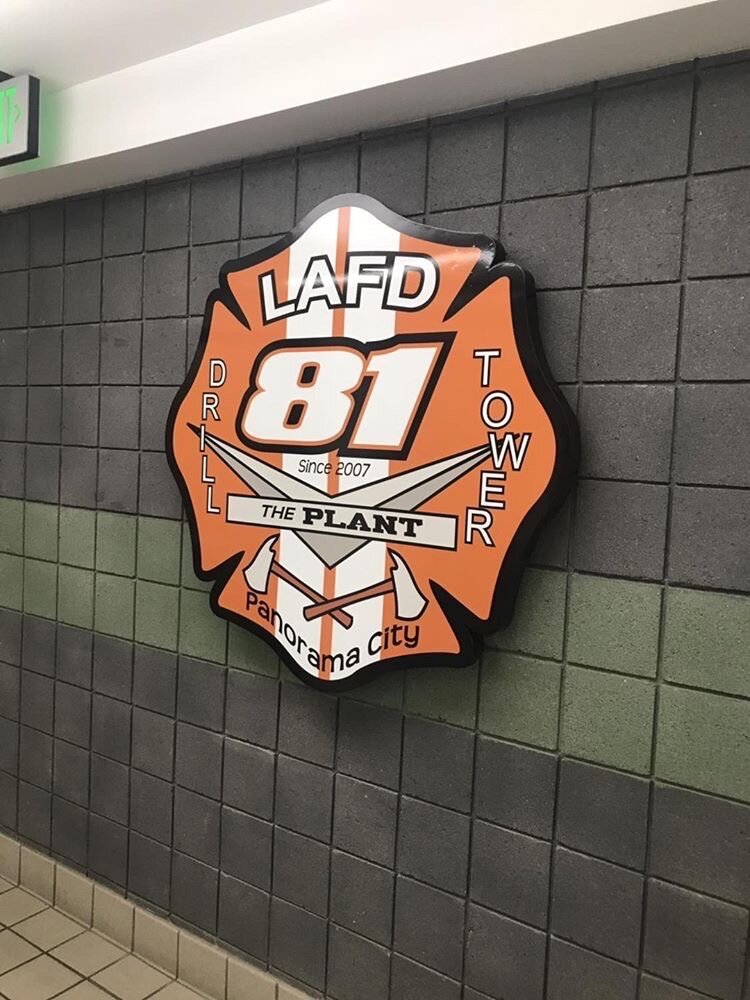 LAFD
81
DRILL
TOWER
Since 2007
THE PLANT
Panorama City